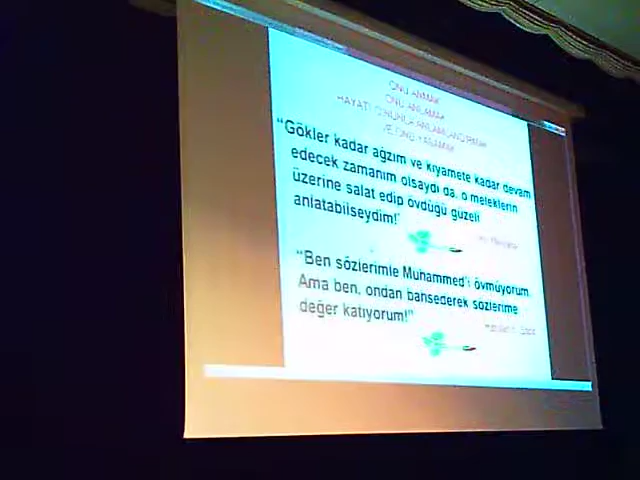 ONU ANMAK
ONU ANLAMAK
HAYATI O'NUNLA ANLAMLANDIRMAK
VE ONU YAŞAMAK
“Gökler kadar ağzım ve kıyamete kadar devam
edecek zamanım olsaydı da, o meleklerin
üzerine salat edip övdüğü güzeli
anlatabilseydim!”
“Ben sözlerimle Muhammed'i övmüyorum.
Ama ben, ondan bahsederek sözlerime
değer katıyorum!”